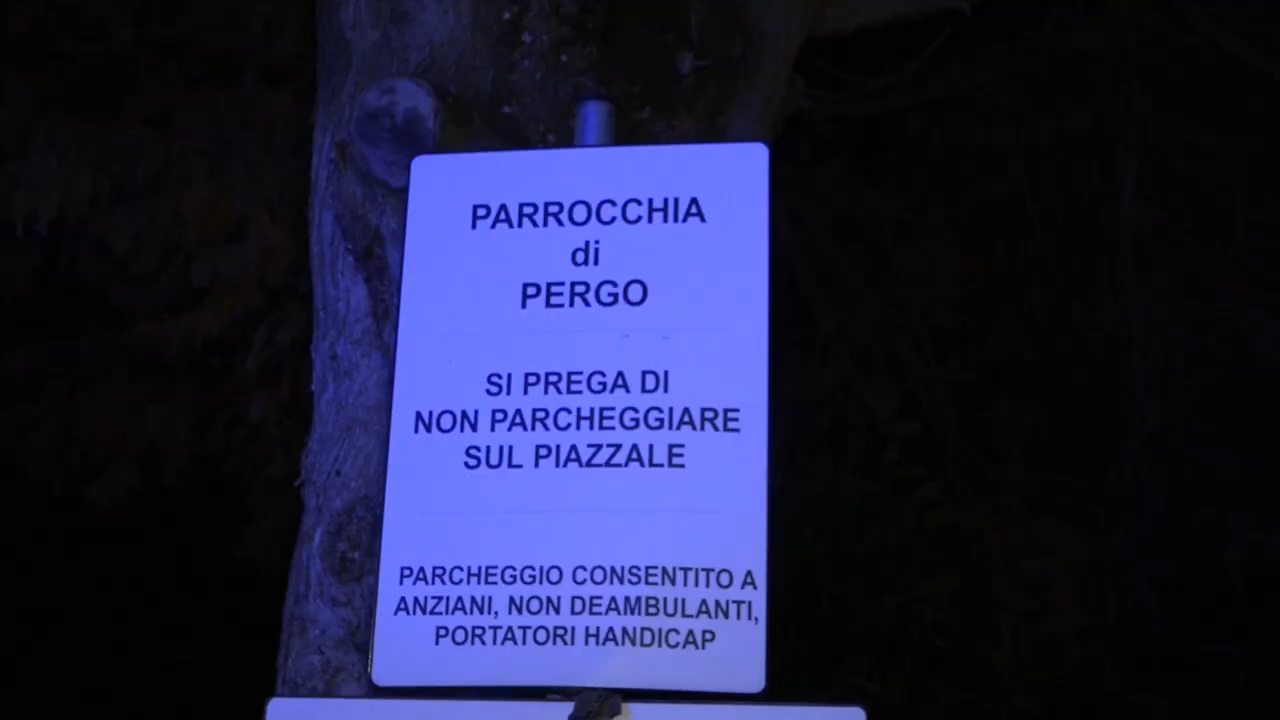 PARROCCHIA
di
PERGO
SI PREGA DI
NON PARCHEGGIARE
SUL PIAZZALE
PARCHEGGIO CONSENTITO A
ANZIANI, NON DEAMBULANTI,
PORTATORI HANDICAP